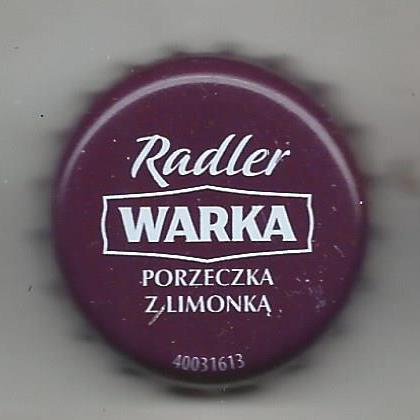 Radler
WARKA
PORZECZKA
Z LIMONKĄ
40031613